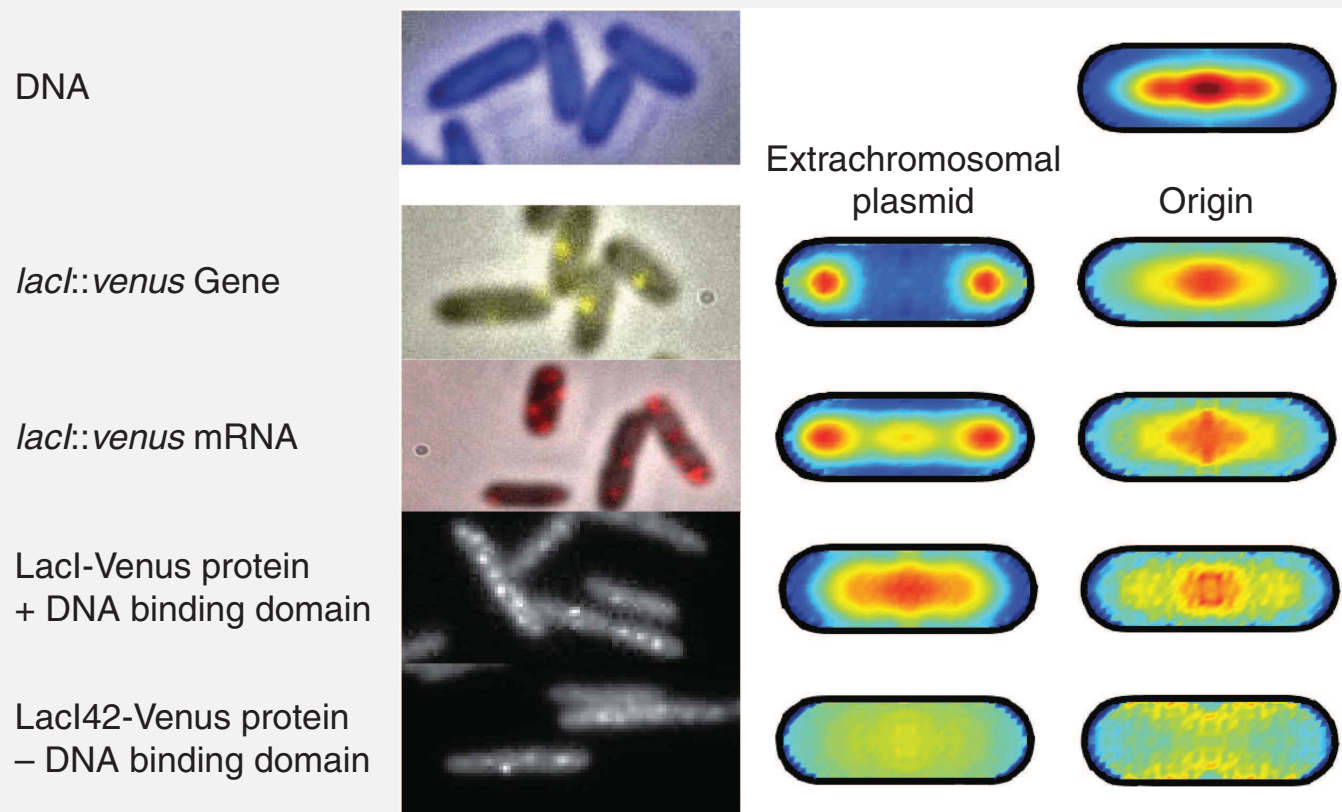 DNA
Extrachromosomal
plasmid
Origin
lacI::venus Gene
lacI::venus mRNA
LacI-Venus protein
+ DNA binding domain
LacI42-Venus protein
– DNA binding domain